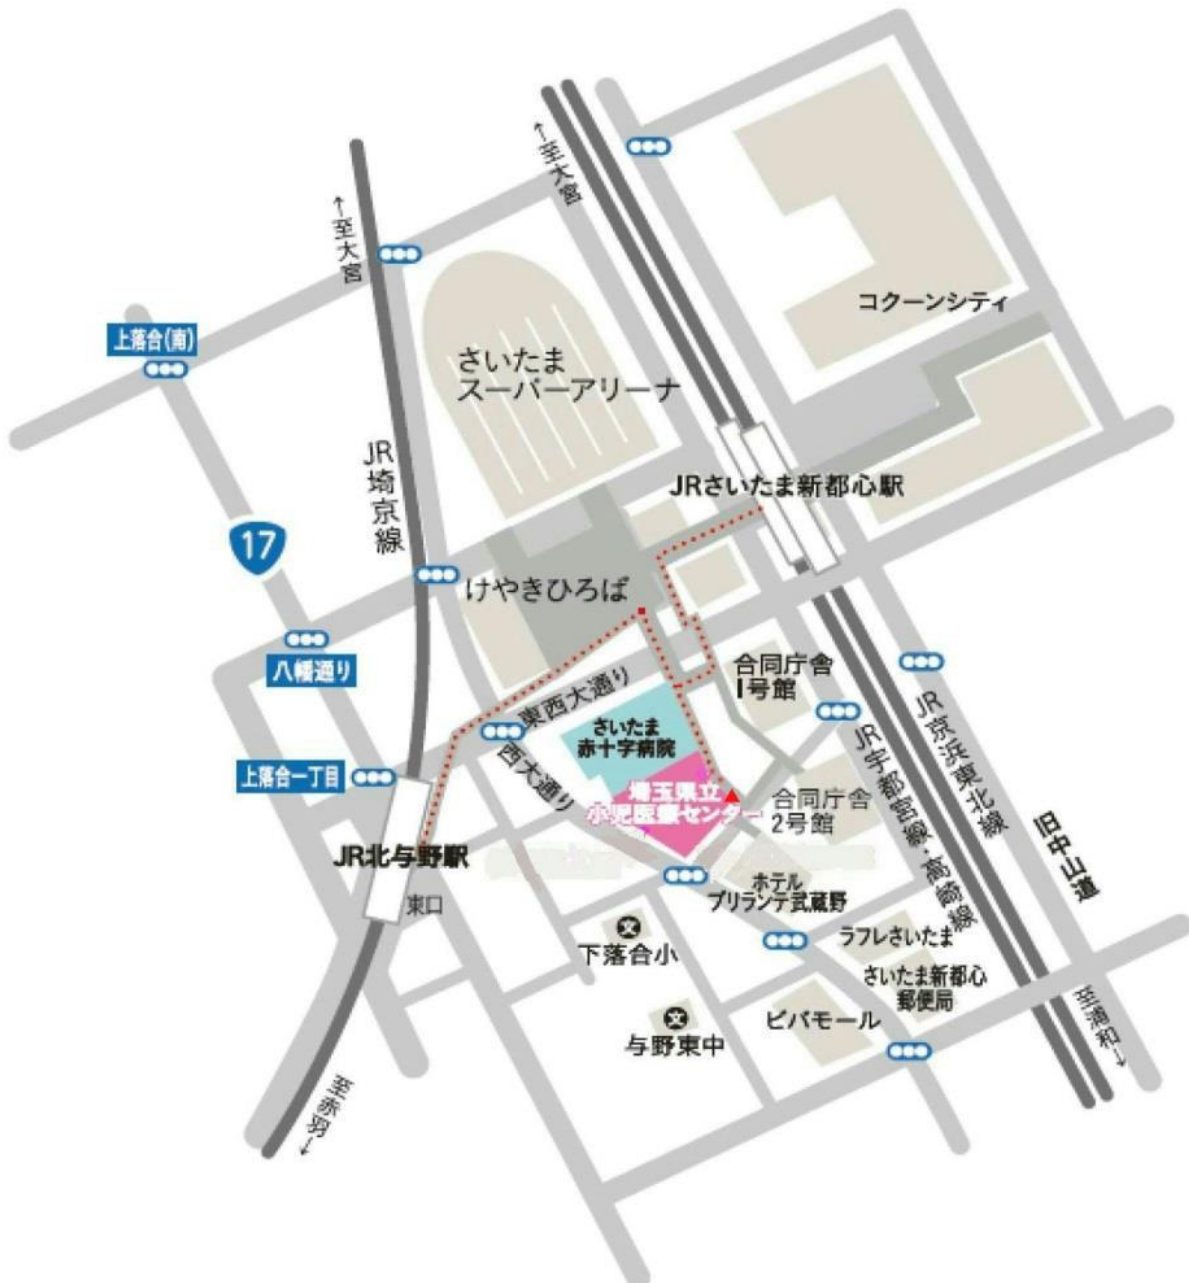 ←至大宮
←至大宮
コクーンシティ
上落合(南)
さいたま
スーパーアリーナ
JR埼京線
JRさいたま新都心駅
17
けやきひろば
八幡通り
合同庁舎
1号館
東西大通り
さいたま
赤十字病院
西大通り
上落合一丁目
埼玉県立
小児医療センター
合同庁舎
2号館
JR宇都宮線・高崎線
JR京浜東北線
旧中山道
JR北与野駅
東口
ホテル
ブリランテ武蔵野
文
下落合小
ラフレさいたま
さいたま新都心
郵便局
文
与野東中
ビバモール
至浦和→
至赤羽→